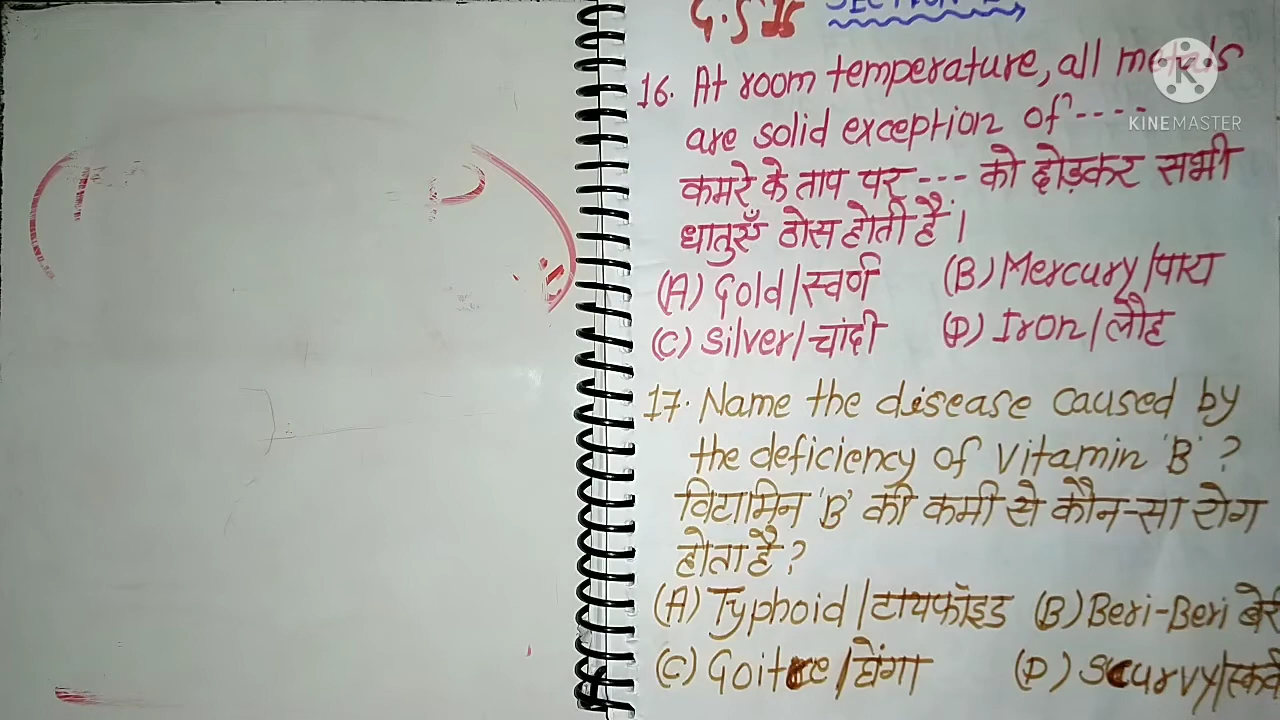 G.S
16. At room temperature, all metals
are solid exception of ----
कमरे के ताप पर --- को छोड़कर सभी
धातुएँ ठोस होती हैं।
(A) Gold/स्वर्ण (B) Mercury/पारा
(C) Silver/चांदी (D) Iron/लौह
17. Name the disease caused by
the deficiency of Vitamin 'B' ?
विटामिन 'B' की कमी से कौन-सा रोग
होता है ?
(A) Typhoid/टायफॉइड (B) Beri-Beri
(C) Goitre/घेंगा (D) Scurvy/
K
KINEMASTER